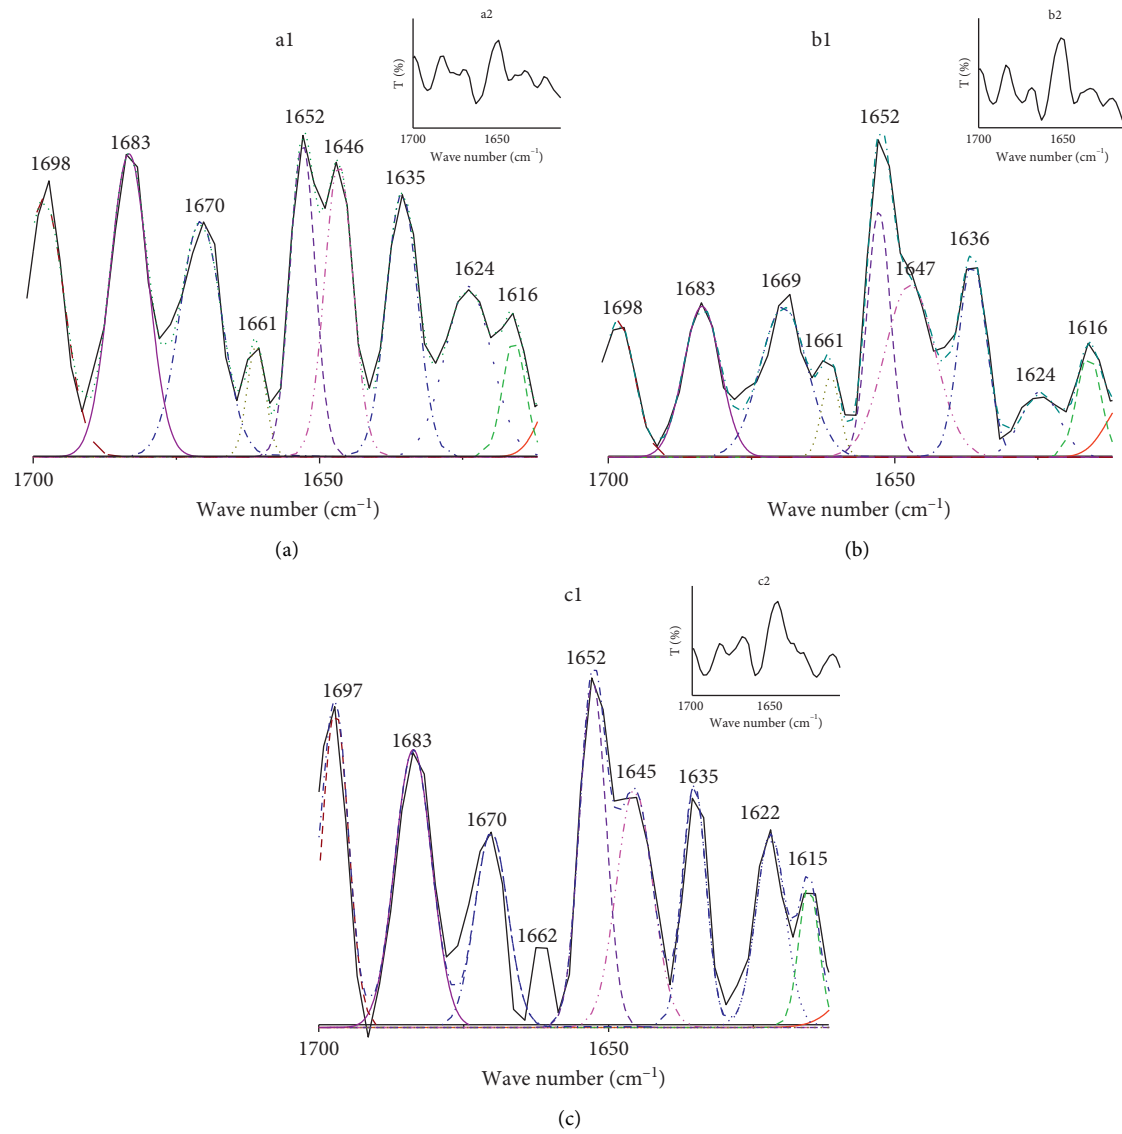 a1
a2
T (%)
1700
1650
Wave number (cm⁻¹)
1698
1683
1670
1661
1652
1646
1635
1624
1616
1700
1650
Wave number (cm⁻¹)
(a)
b1
b2
T (%)
1700
1650
Wave number (cm⁻¹)
1698
1683
1669
1661
1652
1647
1636
1624
1616
1700
1650
Wave number (cm⁻¹)
(b)
c1
c2
T (%)
1700
1650
Wave number (cm⁻¹)
1697
1683
1670
1662
1652
1645
1635
1622
1615
1700
1650
Wave number (cm⁻¹)
(c)